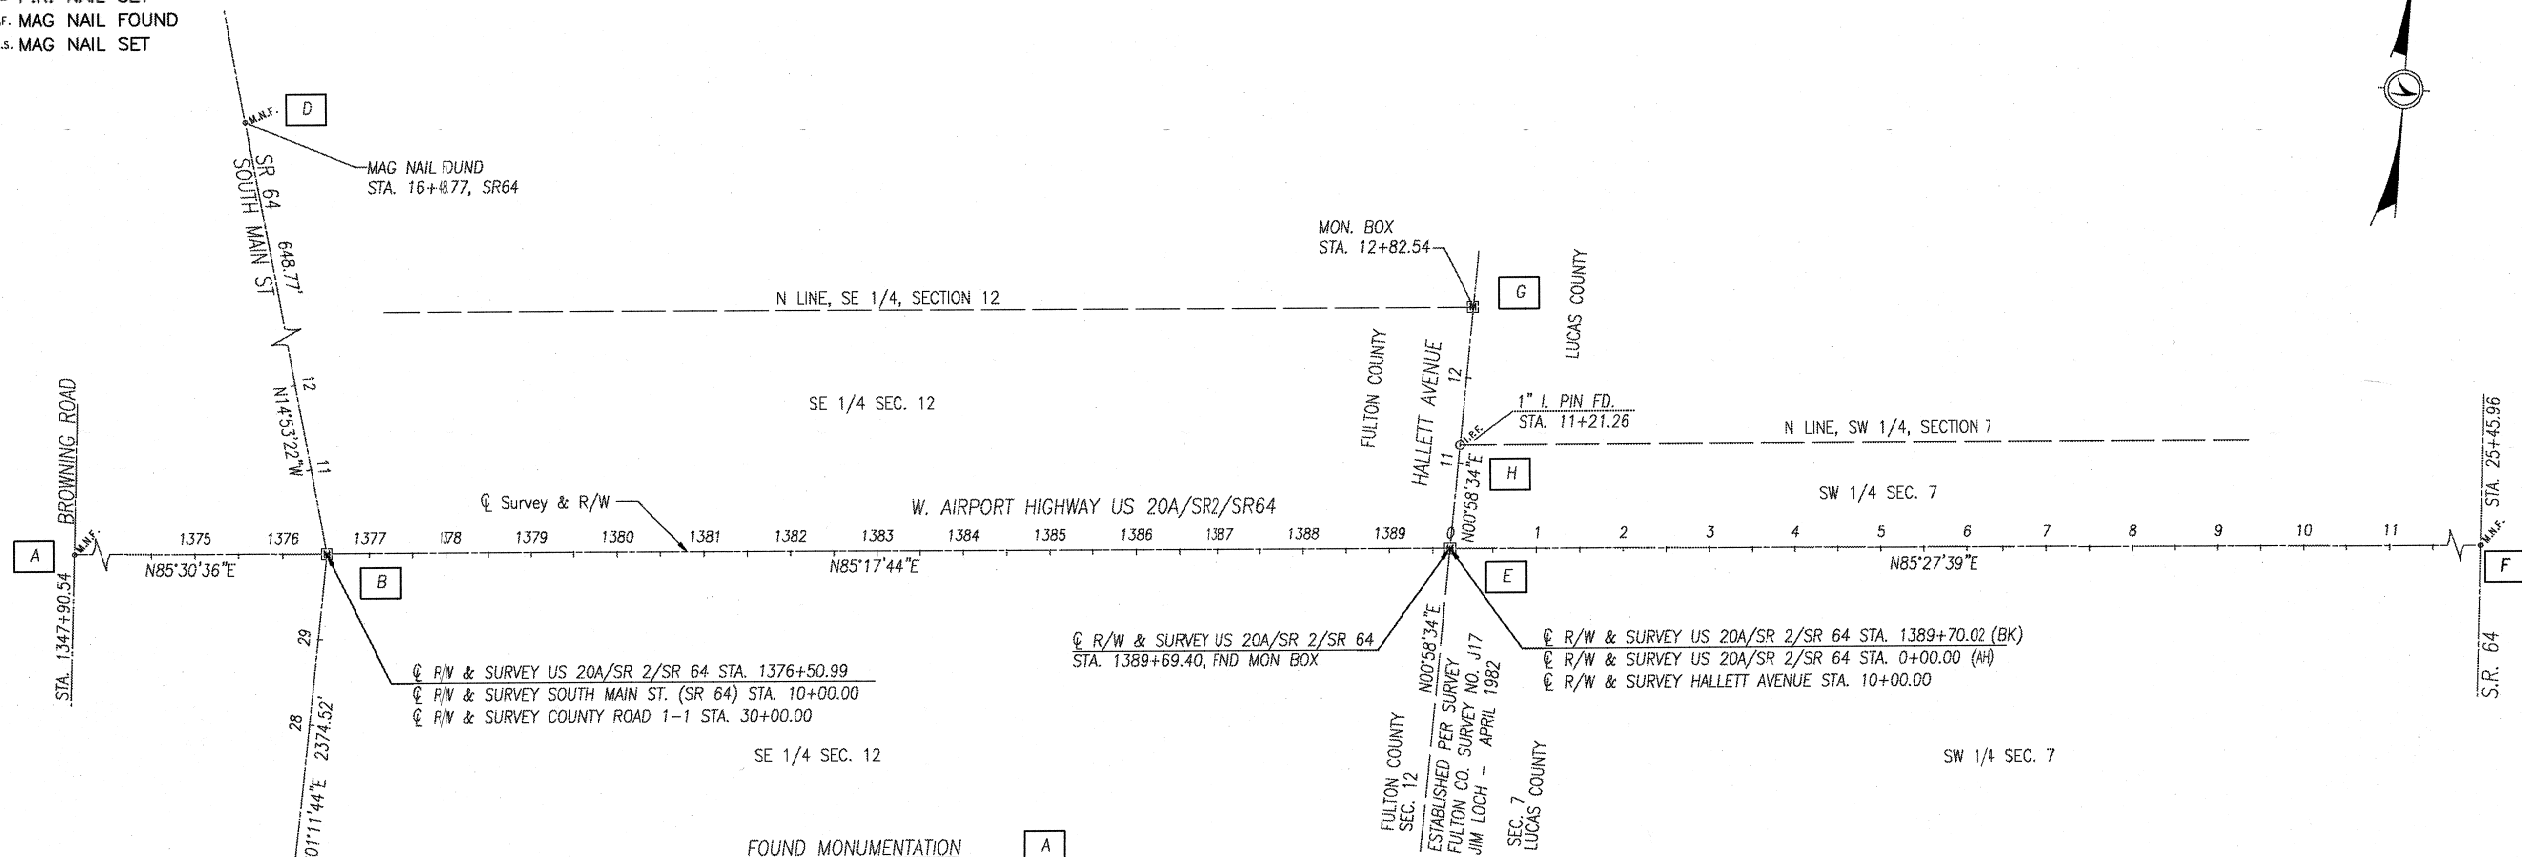 MAG NAIL FOUND
MAG NAIL SET
M.N.F.
D
MAG NAIL OUND
STA. 16+48.77, SR64
SR 64
SOUTH MAIN ST
648.77'
MON. BOX
STA. 12+82.54
G
LUCAS COUNTY
N LINE, SE 1/4, SECTION 12
FULTON COUNTY
HALLETT AVENUE
12
12
N14°53'22"W
11
SE 1/4 SEC. 12
1" I. PIN FD.
STA. 11+21.26
I.P.F.
11
H
N LINE, SW 1/4, SECTION 7
SW 1/4 SEC. 7
N00°58'34"E
BROWNING ROAD
STA. 1347+90.54
STA. 25+45.96
S.R. 64
℄ Survey & R/W
W. AIRPORT HIGHWAY US 20A/SR2/SR64
A
M.N.F.
1375 1376 1377 1378 1379 1380 1381 1382 1383 1384 1385 1386 1387 1388 1389 0 1 2 3 4 5 6 7 8 9 10 11
M.N.F.
F
N85°30'36"E
B
N85°17'44"E
E
N85°27'39"E
29
28
01°11'44"E 2374.52'
℄ R/W & SURVEY US 20A/SR 2/SR 64 STA. 1376+50.99
℄ R/W & SURVEY SOUTH MAIN ST. (SR 64) STA. 10+00.00
℄ R/W & SURVEY COUNTY ROAD 1-1 STA. 30+00.00
℄ R/W & SURVEY US 20A/SR 2/SR 64
STA. 1389+69.40, FND MON BOX
℄ R/W & SURVEY US 20A/SR 2/SR 64 STA. 1389+70.02 (BK)
℄ R/W & SURVEY US 20A/SR 2/SR 64 STA. 0+00.00 (AH)
℄ R/W & SURVEY HALLETT AVENUE STA. 10+00.00
SE 1/4 SEC. 12
SW 1/4 SEC. 7
FULTON COUNTY
SEC. 12
N00°58'34"E
ESTABLISHED PER SURVEY
FULTON CO. SURVEY NO. J17
JIM LOCH - APRIL 1982
SEC. 7
LUCAS COUNTY
FOUND MONUMENTATION
A